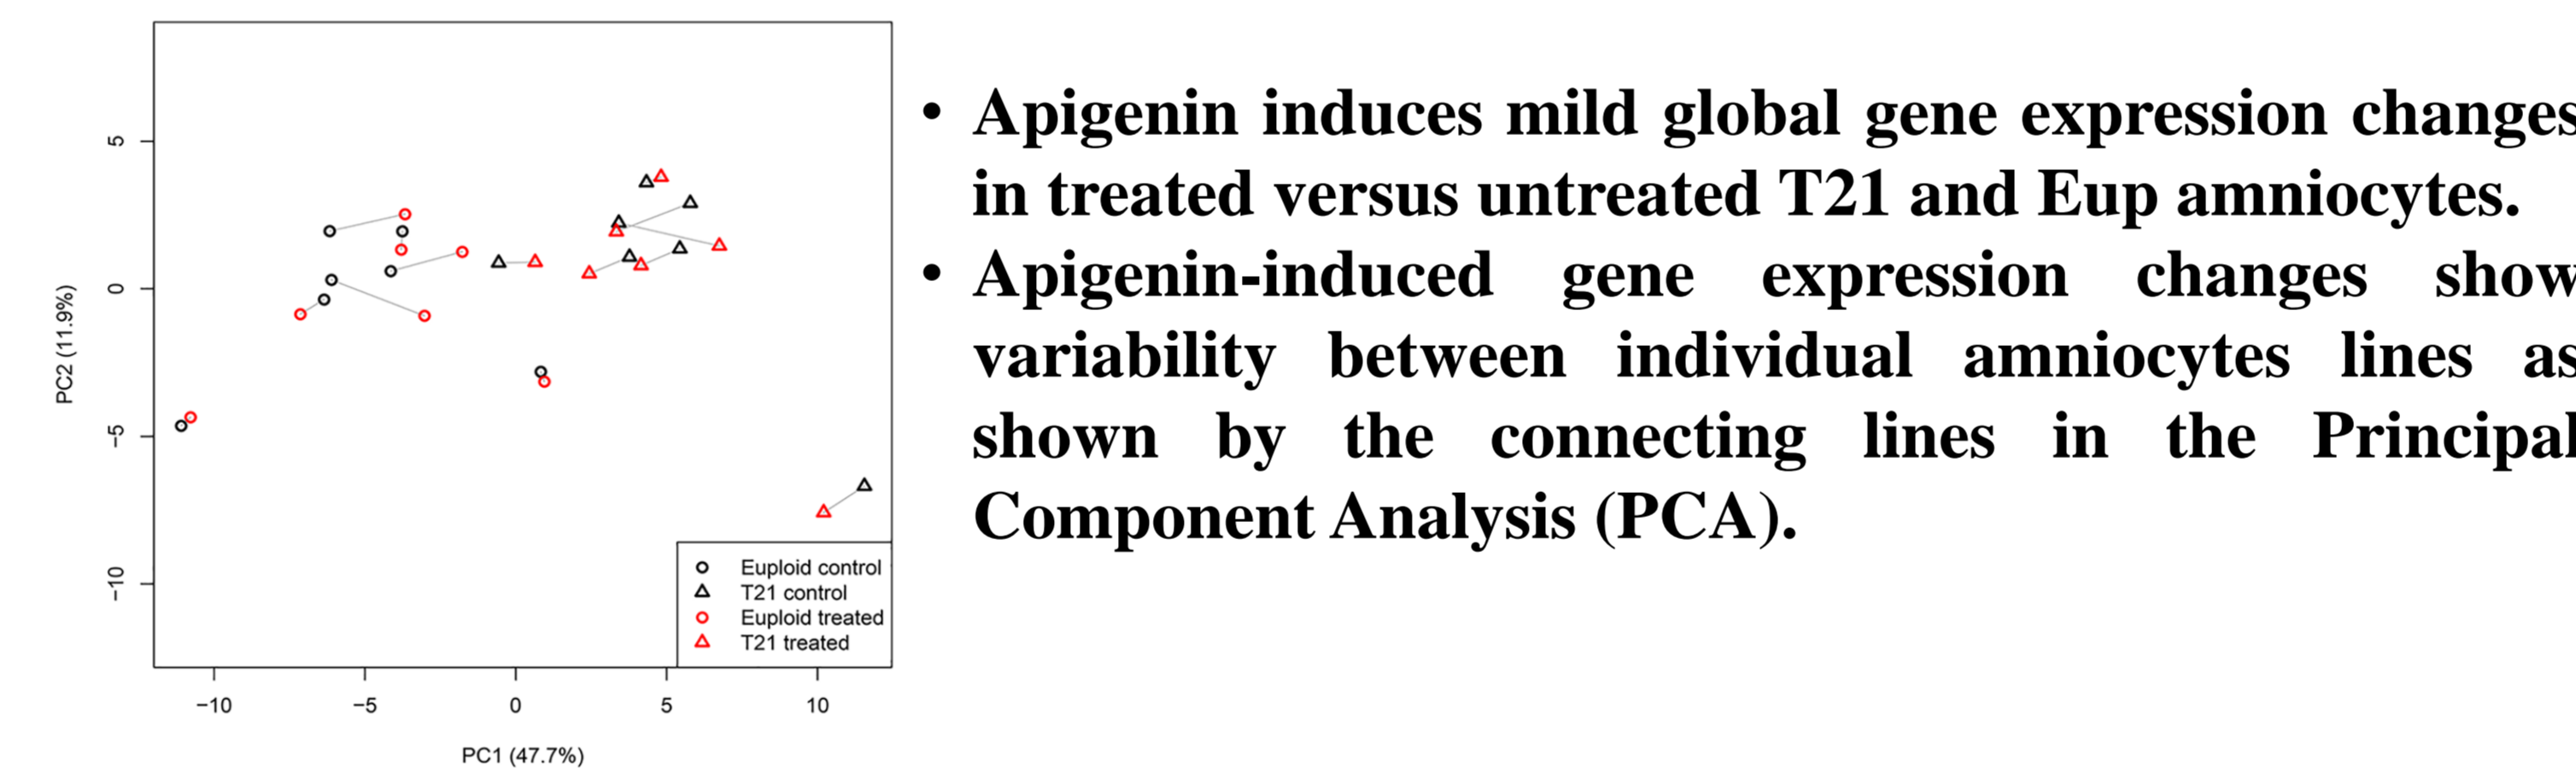 5
0
−5
−10
PC2 (11.9%)
Euploid control
T21 control
Euploid treated
T21 treated
−10 −5 0 5 10
PC1 (47.7%)
• Apigenin induces mild global gene expression changes
in treated versus untreated T21 and Eup amniocytes.
• Apigenin-induced gene expression changes show
variability between individual amniocytes lines as
shown by the connecting lines in the Principal
Component Analysis (PCA).